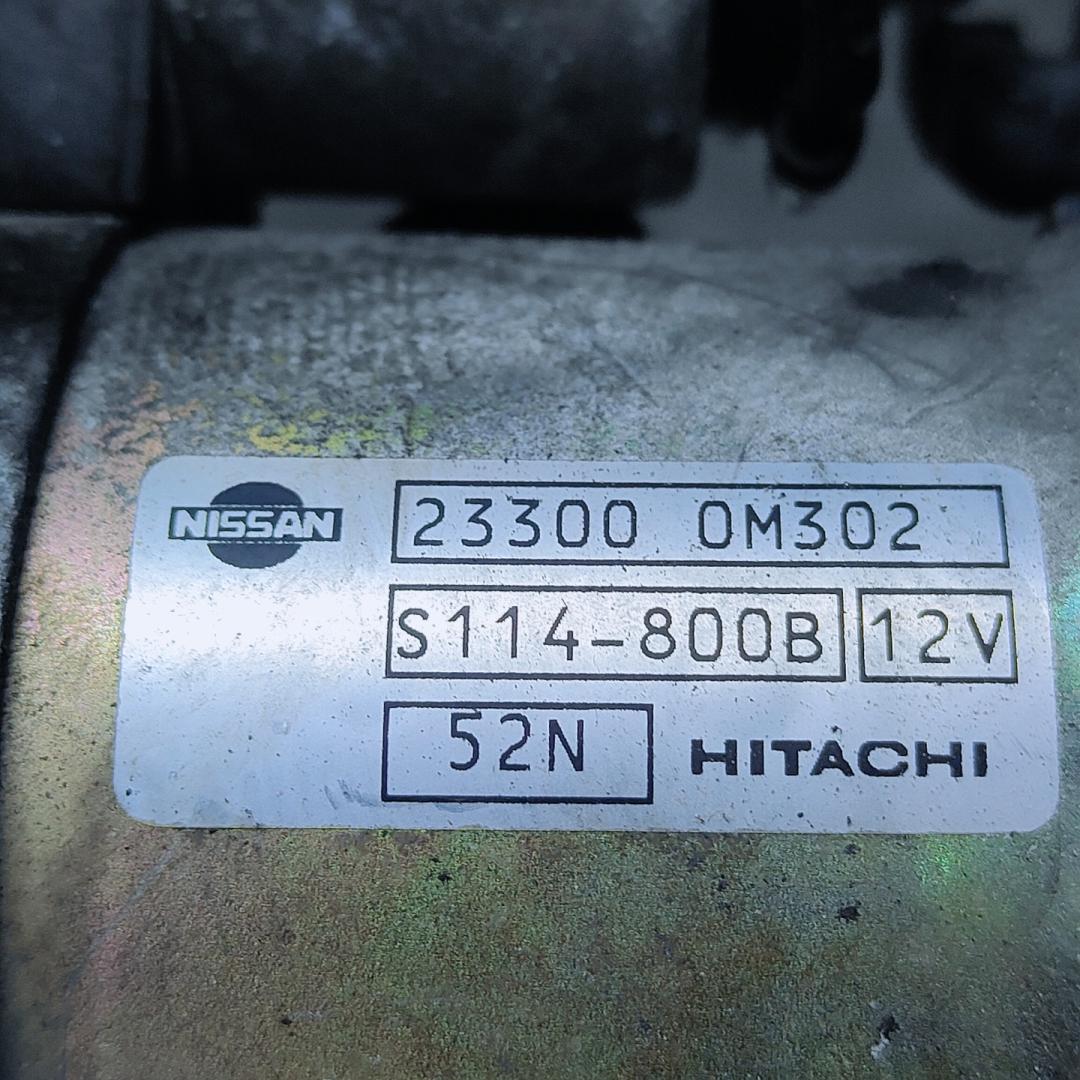 NISSAN
23300 0M302
S114-800B 12V
52N HITACHI